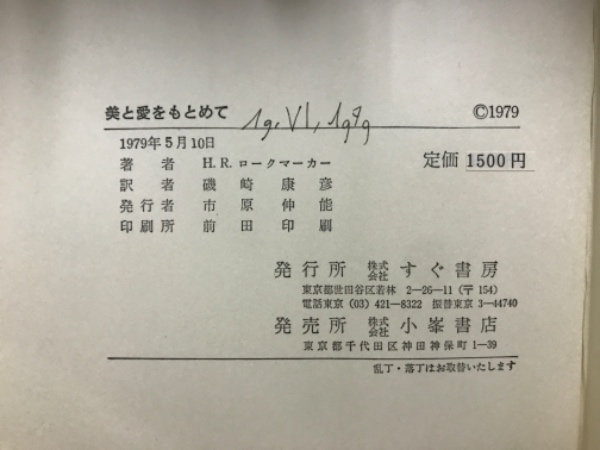 美と愛をもとめて 19, VI, 1979 ©1979
1979年5月10日
著者 H.R.ロークマーカー 定価 1500円
訳者 磯崎康彦
発行者 市原伸能
印刷所 前田印刷
発行所 株式会社 すぐ書房
東京都世田谷区若林 2-26-11(〒154)
電話東京(03)421-8322 振替東京3-44740
発売所 株式会社 小峯書店
東京都千代田区神田神保町1-39
乱丁・落丁はお取替いたします